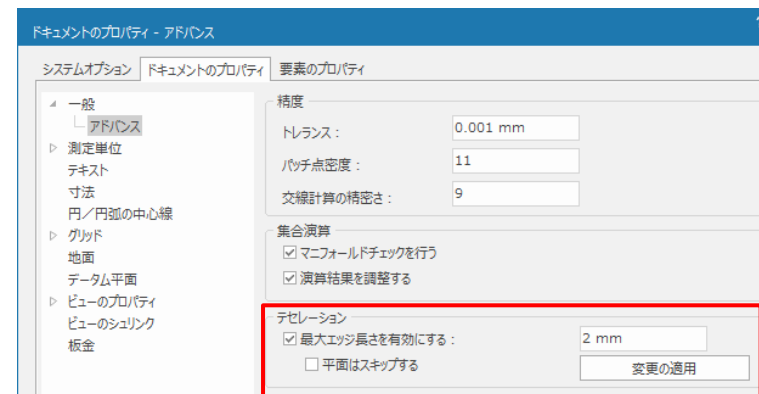 ドキュメントのプロパティ - アドバンス
システムオプション ドキュメントのプロパティ 要素のプロパティ
一般
アドバンス
測定単位
テキスト
寸法
円／円弧の中心線
グリッド
地面
データム平面
ビューのプロパティ
ビューのシュリンク
板金
精度
トレランス： 0.001 mm
パッチ点密度： 11
交線計算の精密さ： 9
集合演算
マニフォールドチェックを行う
演算結果を調整する
テセレーション
最大エッジ長さを有効にする： 2 mm
平面はスキップする 変更の適用